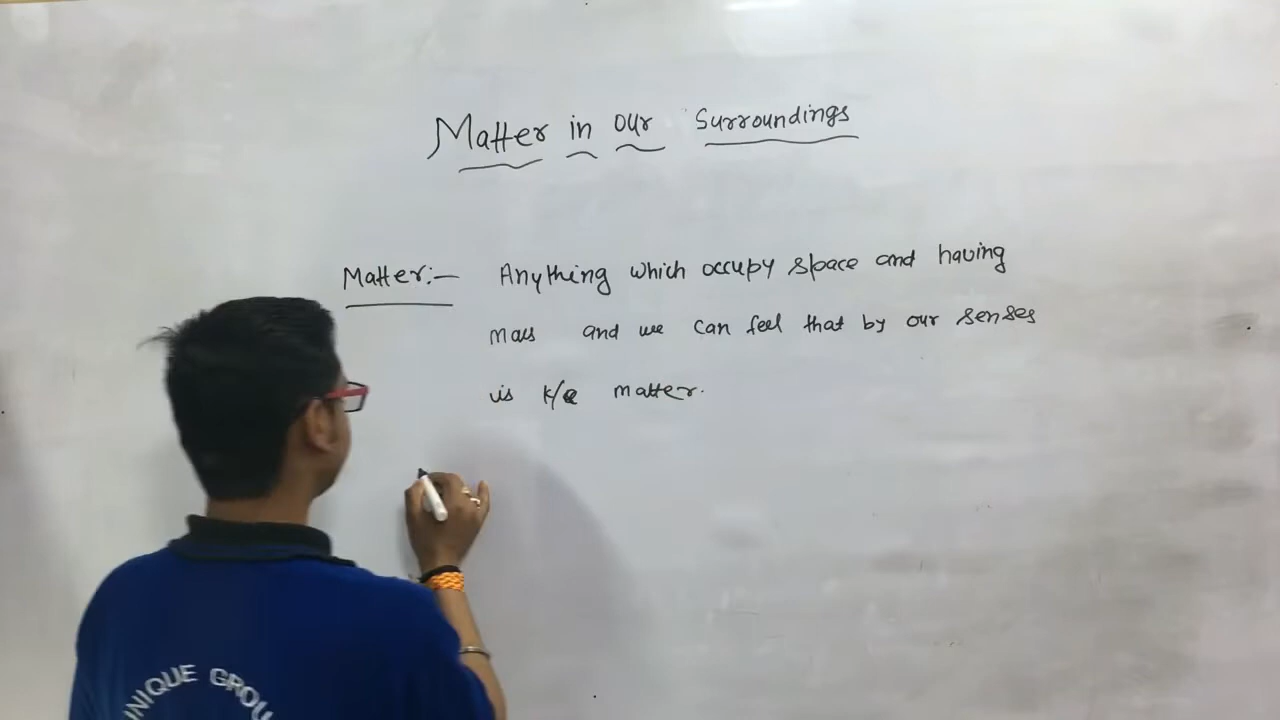 Matter in our Surroundings
Matter:— Anything which occupy space and having
mass and we can feel that by our senses
is k/a matter.
NIQUE GROU